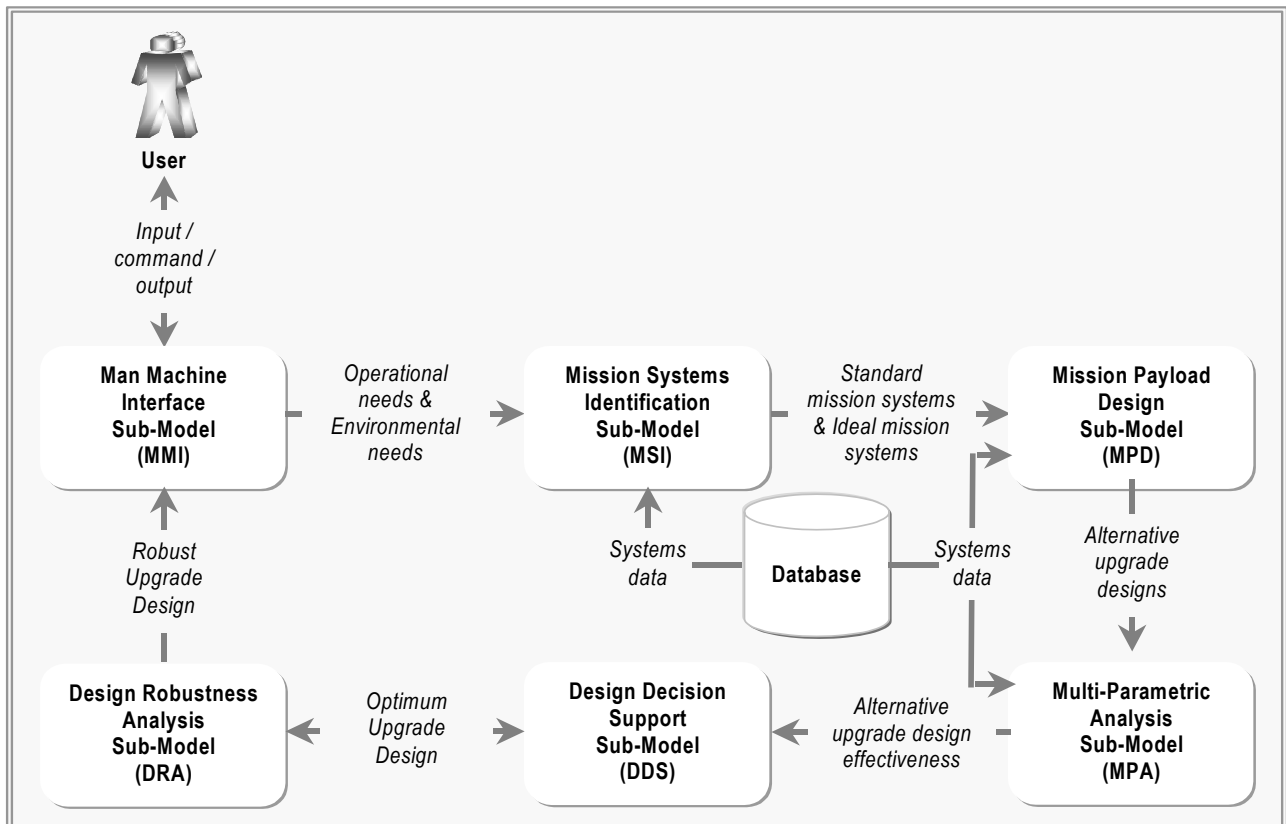 User
Input /
command /
output
Man Machine
Interface
Sub-Model
(MMI)
Operational
needs &
Environmental
needs
Mission Systems
Identification
Sub-Model
(MSI)
Standard
mission systems
& Ideal mission
systems
Mission Payload
Design
Sub-Model
(MPD)
Robust
Upgrade
Design
Systems
data
Database
Systems
data
Alternative
upgrade
designs
Design Robustness
Analysis
Sub-Model
(DRA)
Optimum
Upgrade
Design
Design Decision
Support
Sub-Model
(DDS)
Alternative
upgrade design
effectiveness
Multi-Parametric
Analysis
Sub-Model
(MPA)